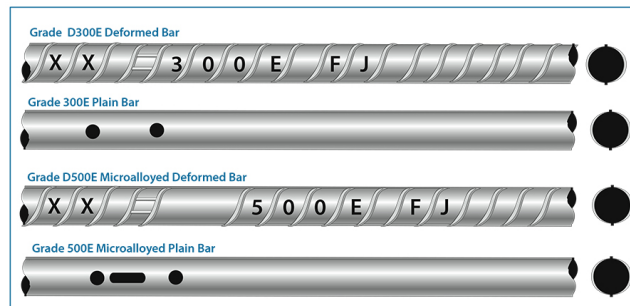 Grade D300E Deformed Bar
X X 3 0 0 E F J
Grade 300E Plain Bar
Grade D500E Microalloyed Deformed Bar
X X 5 0 0 E F J
Grade 500E Microalloyed Plain Bar